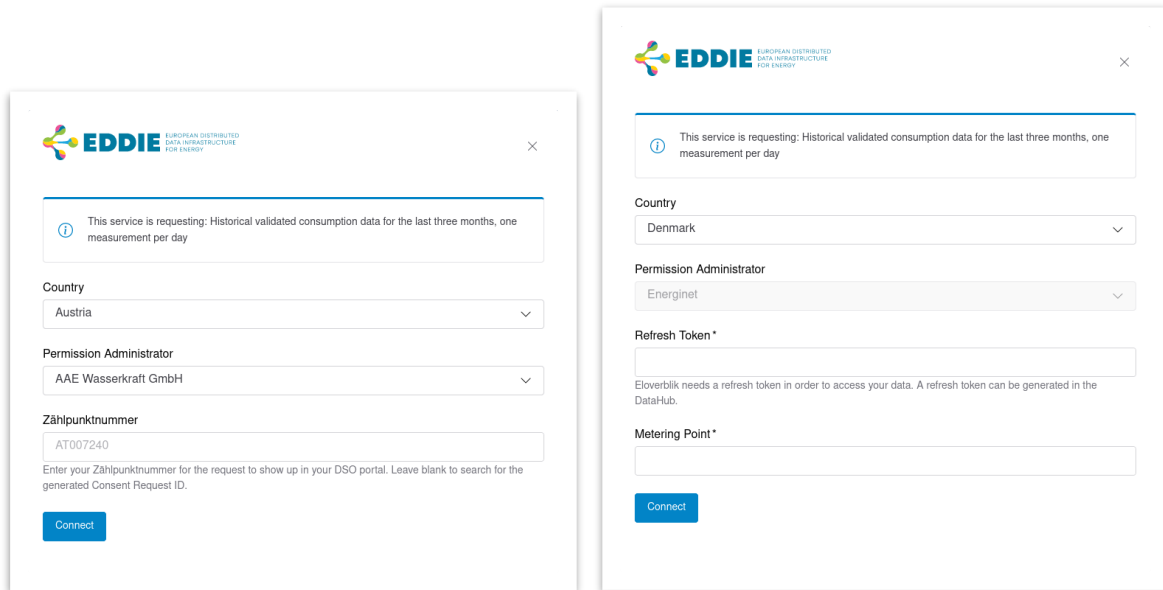 EDDIE
EUROPEAN DISTRIBUTED
DATA INFRASTRUCTURE
FOR ENERGY
This service is requesting: Historical validated consumption data for the last three months, one
measurement per day
Country
Austria
Permission Administrator
AAE Wasserkraft GmbH
Zählpunktnummer
AT007240
Enter your Zählpunktnummer for the request to show up in your DSO portal. Leave blank to search for the
generated Consent Request ID.
Connect
EDDIE
EUROPEAN DISTRIBUTED
DATA INFRASTRUCTURE
FOR ENERGY
This service is requesting: Historical validated consumption data for the last three months, one
measurement per day
Country
Denmark
Permission Administrator
Energinet
Refresh Token*
Eloverblik needs a refresh token in order to access your data. A refresh token can be generated in the
DataHub.
Metering Point*
Connect